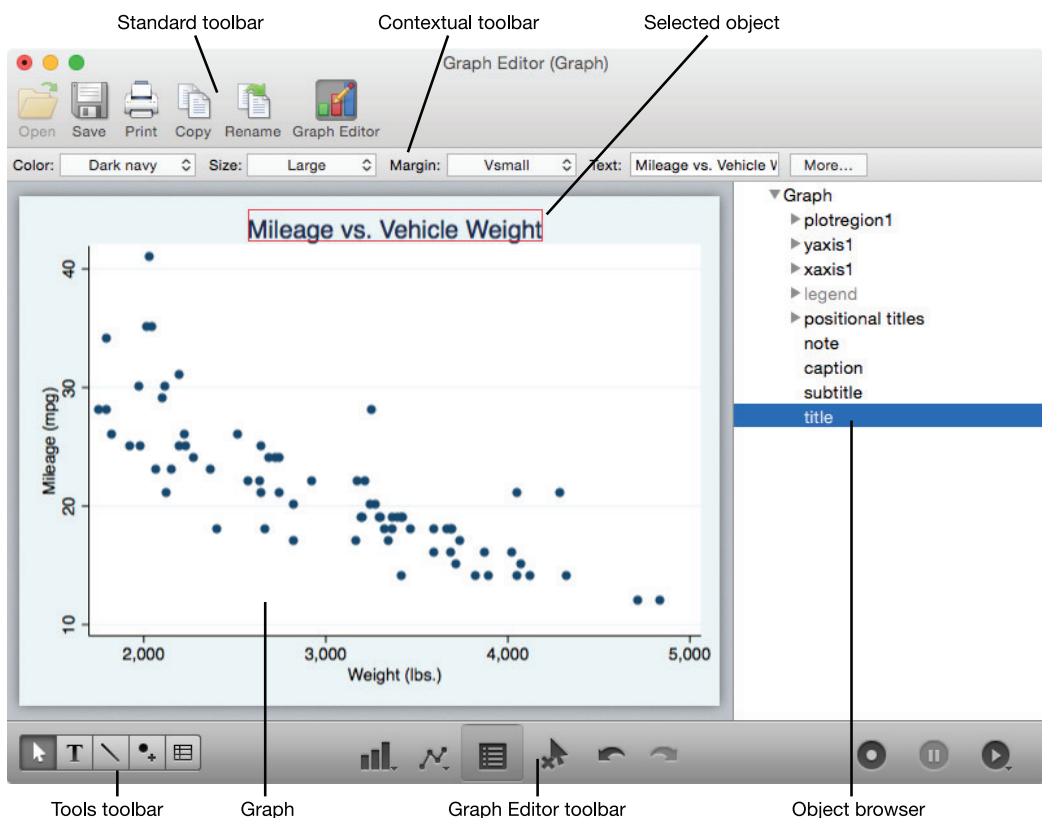 Standard toolbar Contextual toolbar Selected object
Graph Editor (Graph)
Open Save Print Copy Rename Graph Editor
Color: Dark navy Size: Large Margin: Vsmall Text: Mileage vs. Vehicle V More...
Mileage vs. Vehicle Weight
40
30
20
10
Mileage (mpg)
2,000 3,000 4,000 5,000
Weight (lbs.)
Graph
plotregion1
yaxis1
xaxis1
legend
positional titles
note
caption
subtitle
title
T
Tools toolbar Graph Graph Editor toolbar Object browser